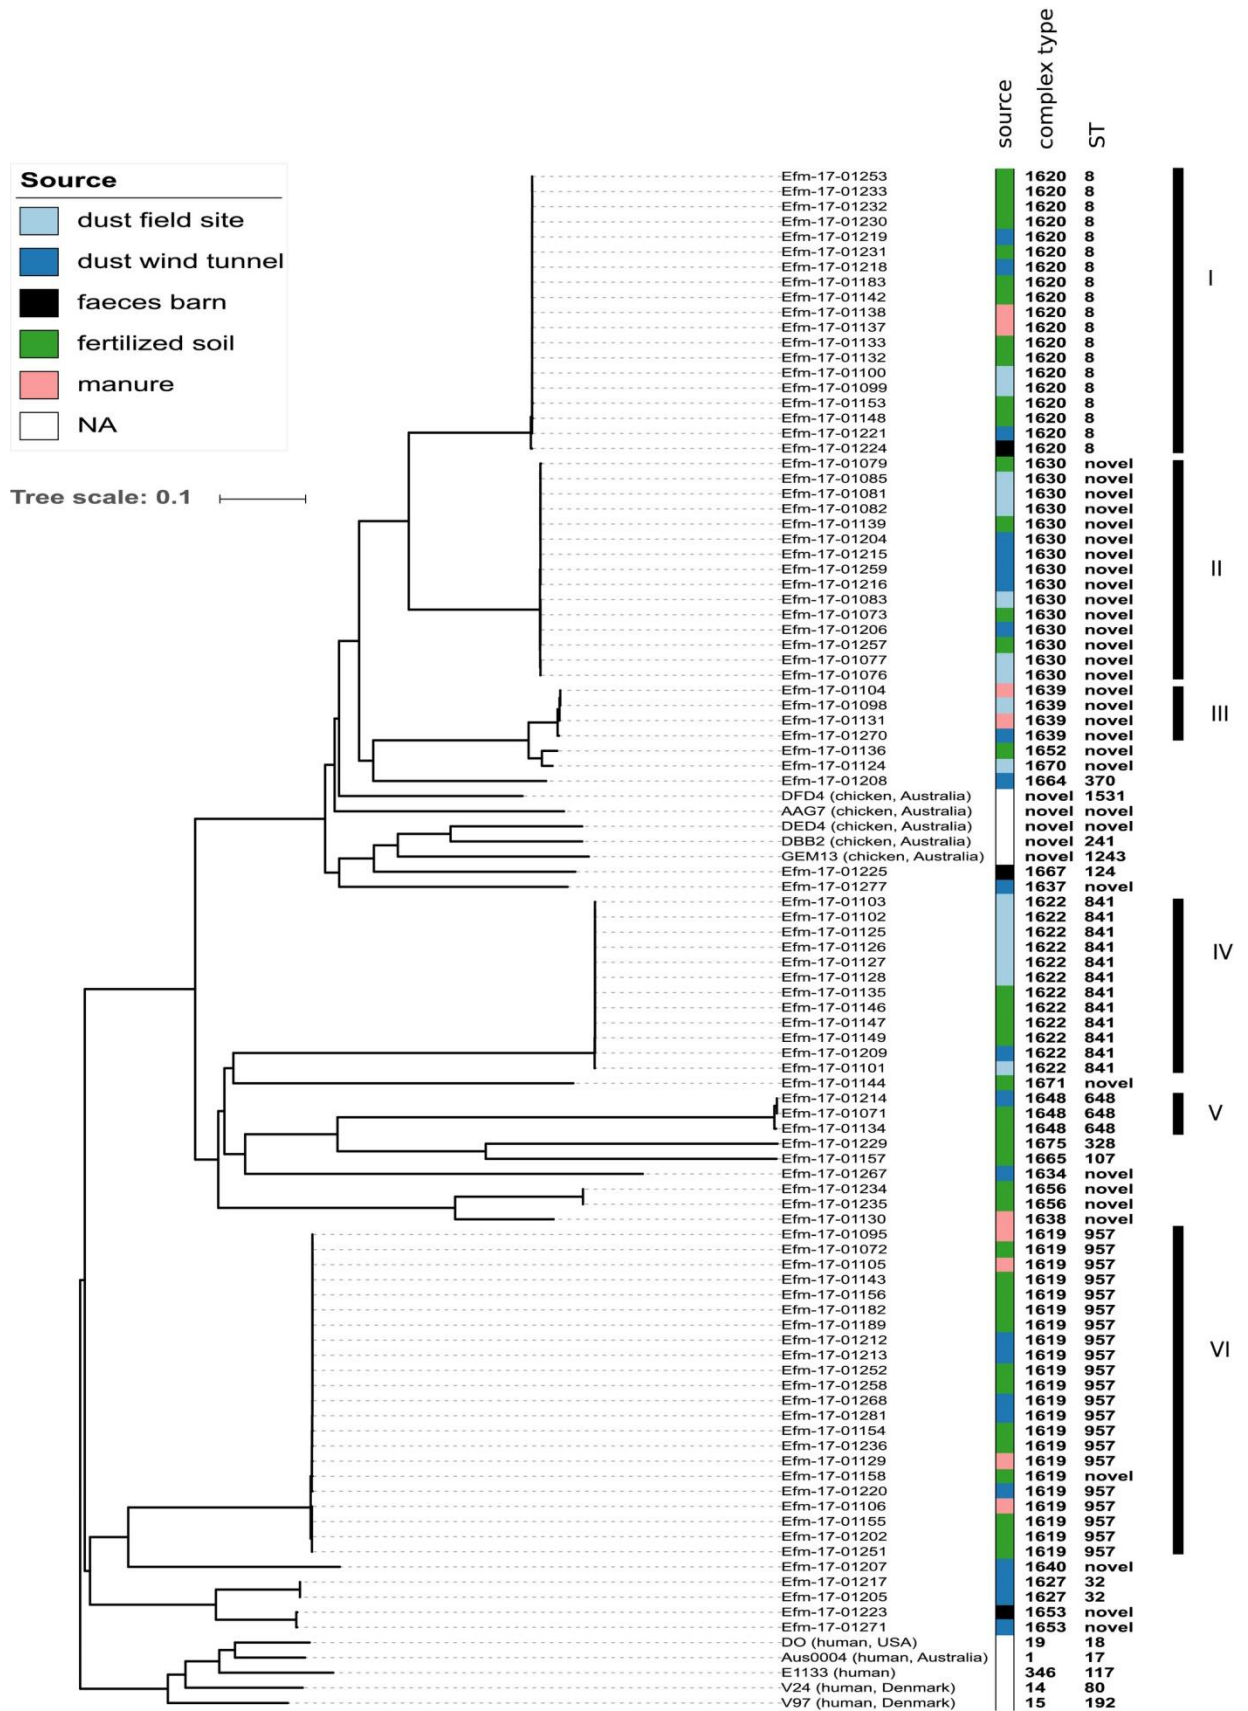 source complex type ST
Source
dust field site
dust wind tunnel
faeces barn
fertilized soil
manure
NA
Tree scale: 0.1
Efm-17-01253 1620 8
Efm-17-01233 1620 8
Efm-17-01232 1620 8
Efm-17-01230 1620 8
Efm-17-01219 1620 8
Efm-17-01231 1620 8
Efm-17-01218 1620 8
Efm-17-01183 1620 8
I
Efm-17-01142 1620 8
Efm-17-01138 1620 8
Efm-17-01137 1620 8
Efm-17-01133 1620 8
Efm-17-01132 1620 8
Efm-17-01100 1620 8
Efm-17-01099 1620 8
Efm-17-01153 1620 8
Efm-17-01148 1620 8
Efm-17-01221 1620 8
Efm-17-01224 1620 8
Efm-17-01079 1630 novel
Efm-17-01085 1630 novel
Efm-17-01081 1630 novel
Efm-17-01082 1630 novel
Efm-17-01139 1630 novel
Efm-17-01204 1630 novel
Efm-17-01215 1630 novel
Efm-17-01259 1630 novel
II
Efm-17-01216 1630 novel
Efm-17-01083 1630 novel
Efm-17-01073 1630 novel
Efm-17-01206 1630 novel
Efm-17-01257 1630 novel
Efm-17-01077 1630 novel
Efm-17-01076 1630 novel
Efm-17-01104 1639 novel
Efm-17-01098 1639 novel
III
Efm-17-01131 1639 novel
Efm-17-01270 1639 novel
Efm-17-01136 1652 novel
Efm-17-01124 1670 novel
Efm-17-01208 1664 370
DFD4 (chicken, Australia) novel 1531
AAG7 (chicken, Australia) novel novel
DED4 (chicken, Australia) novel novel
DBB2 (chicken, Australia) novel 241
GEM13 (chicken, Australia) novel 1243
Efm-17-01225 1667 124
Efm-17-01277 1637 novel
Efm-17-01103 1622 841
Efm-17-01102 1622 841
Efm-17-01125 1622 841
Efm-17-01126 1622 841
IV
Efm-17-01127 1622 841
Efm-17-01128 1622 841
Efm-17-01135 1622 841
Efm-17-01146 1622 841
Efm-17-01147 1622 841
Efm-17-01149 1622 841
Efm-17-01209 1622 841
Efm-17-01101 1622 841
Efm-17-01144 1671 novel
Efm-17-01214 1648 648
Efm-17-01071 1648 648
V
Efm-17-01134 1648 648
Efm-17-01229 1675 328
Efm-17-01157 1665 107
Efm-17-01267 1634 novel
Efm-17-01234 1656 novel
Efm-17-01235 1656 novel
Efm-17-01130 1638 novel
Efm-17-01095 1619 957
Efm-17-01072 1619 957
Efm-17-01105 1619 957
Efm-17-01143 1619 957
Efm-17-01156 1619 957
Efm-17-01182 1619 957
Efm-17-01189 1619 957
Efm-17-01212 1619 957
VI
Efm-17-01213 1619 957
Efm-17-01252 1619 957
Efm-17-01258 1619 957
Efm-17-01268 1619 957
Efm-17-01281 1619 957
Efm-17-01154 1619 957
Efm-17-01236 1619 957
Efm-17-01129 1619 957
Efm-17-01158 1619 novel
Efm-17-01220 1619 957
Efm-17-01106 1619 957
Efm-17-01155 1619 957
Efm-17-01202 1619 957
Efm-17-01251 1619 957
Efm-17-01207 1640 novel
Efm-17-01217 1627 32
Efm-17-01205 1627 32
Efm-17-01223 1653 novel
Efm-17-01271 1653 novel
DO (human, USA) 19 18
Aus0004 (human, Australia) 1 17
E1133 (human) 346 117
V24 (human, Denmark) 14 80
V97 (human, Denmark) 15 192